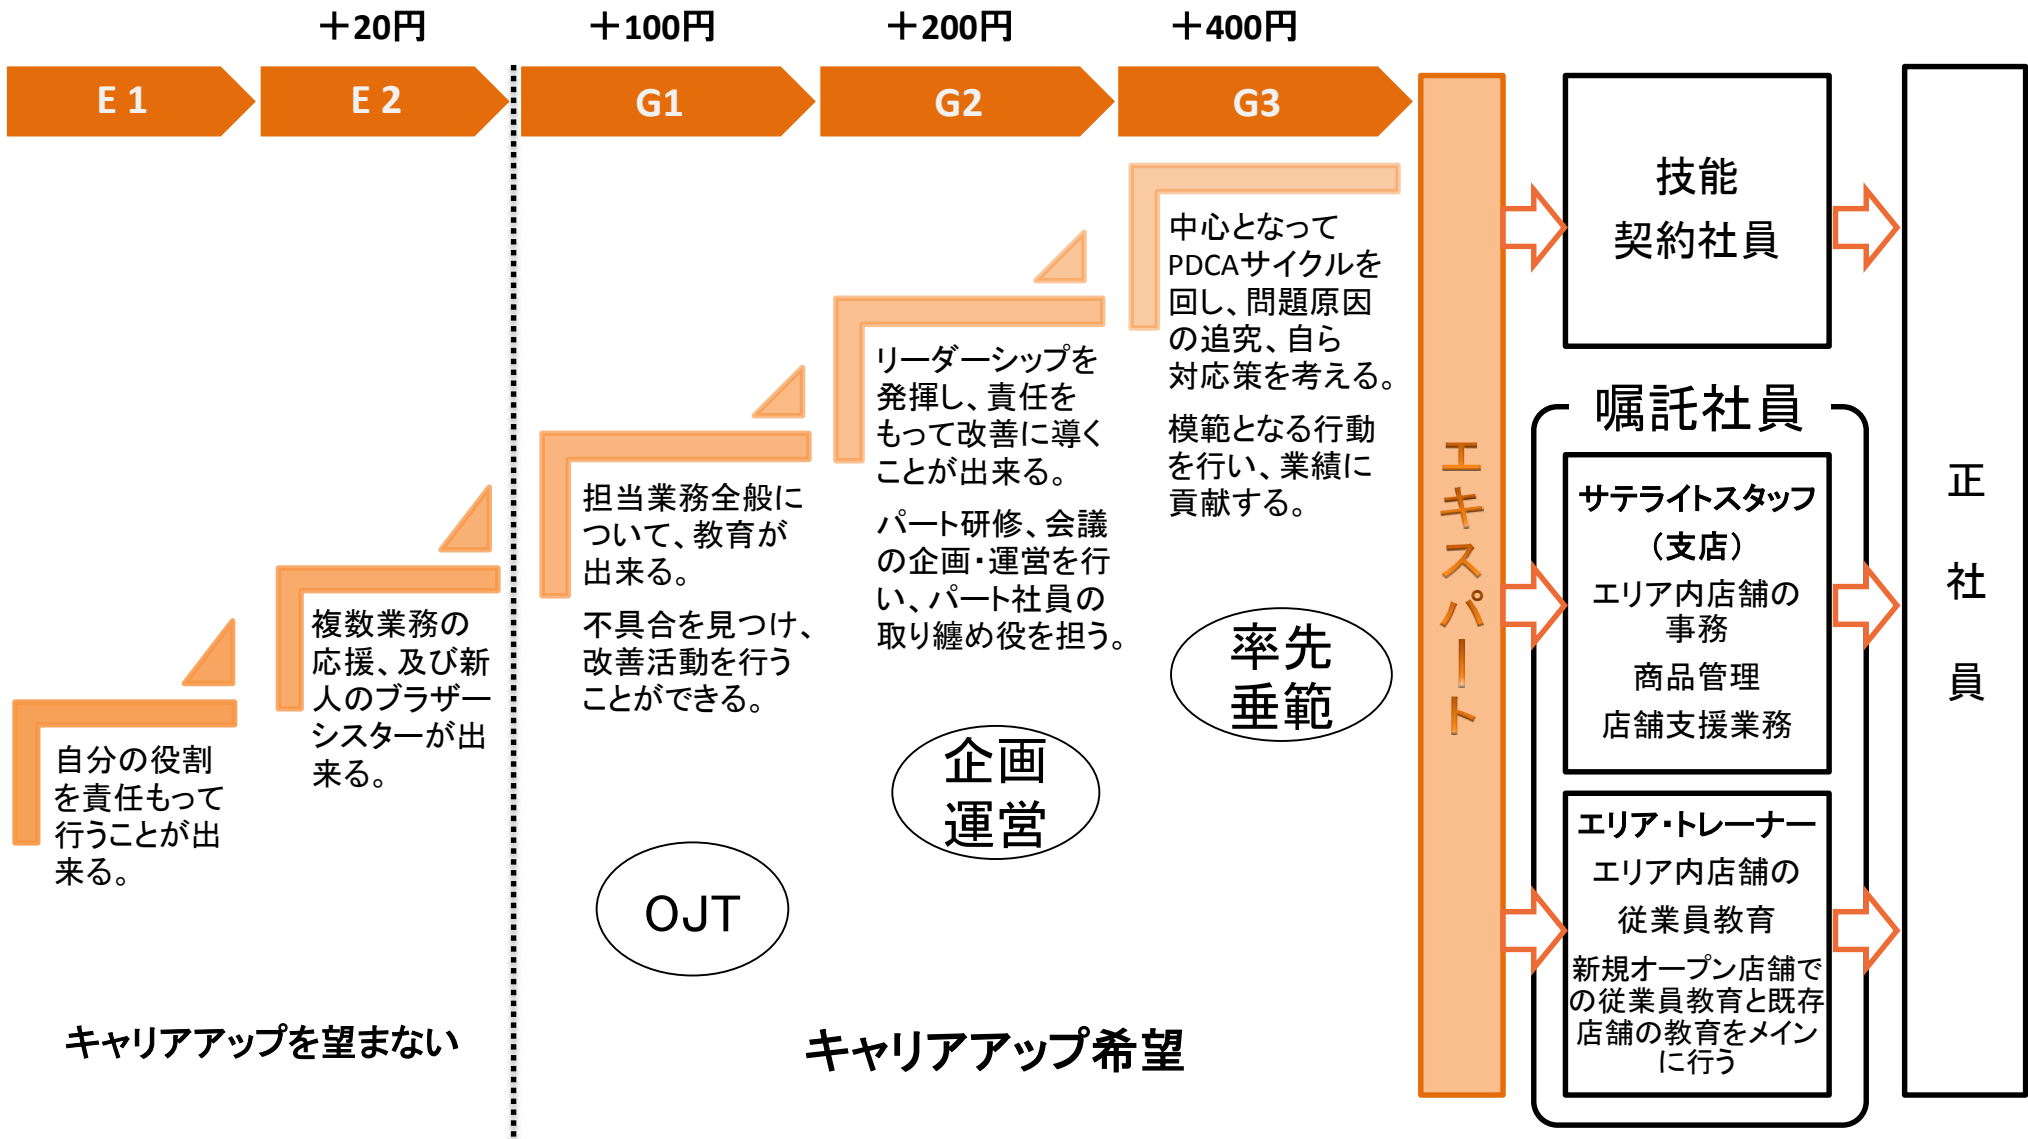 ＋20円
＋100円
＋200円
＋400円
E 1
E 2
G1
G2
G3
自分の役割
を責任もって
行うことが出
来る。
複数業務の
応援、及び新
人のブラザー
シスターが出
来る。
担当業務全般に
ついて、教育が
出来る。
不具合を見つけ、
改善活動を行う
ことができる。
OJT
リーダーシップを
発揮し、責任を
もって改善に導く
ことが出来る。
パート研修、会議
の企画・運営を行
い、パート社員の
取り纏め役を担う。
企画
運営
中心となって
PDCAサイクルを
回し、問題原因
の追究、自ら
対応策を考える。
模範となる行動
を行い、業績に
貢献する。
率先
垂範
キャリアアップを望まない
キャリアアップ希望
エキスパート
技能
契約社員
嘱託社員
サテライトスタッフ
（支店）
エリア内店舗の
事務
商品管理
店舗支援業務
エリア・トレーナー
エリア内店舗の
従業員教育
新規オープン店舗で
の従業員教育と既存
店舗の教育をメイン
に行う
正社員